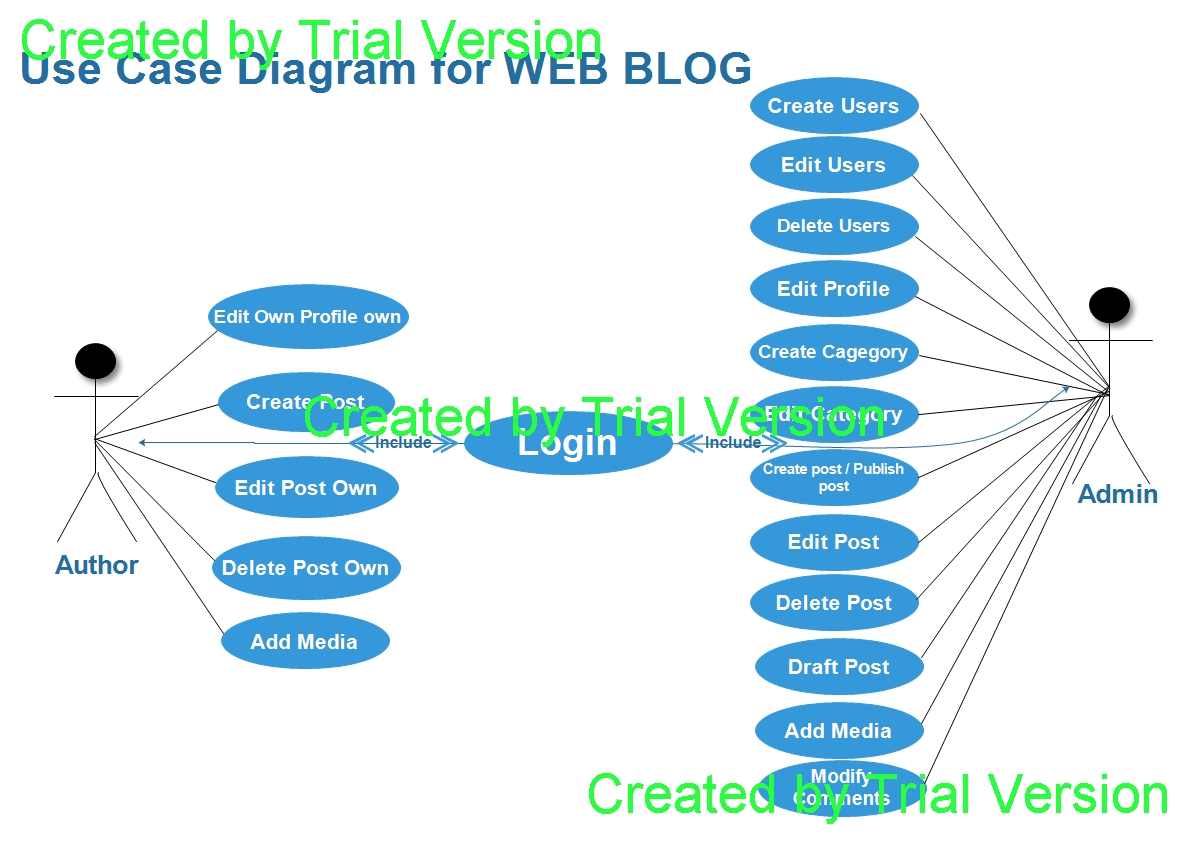 Created by Trial Version
Use Case Diagram for WEB BLOG
Create Users
Edit Users
Delete Users
Edit Profile
Create Cagegory
Edit Category
Create post / Publish
post
Edit Post
Delete Post
Draft Post
Add Media
Modify
Comments
Edit Own Profile own
Create Post
Created by Trial Version
Include
Login
Include
Edit Post Own
Delete Post Own
Add Media
Author
Admin
Created by Trial Version